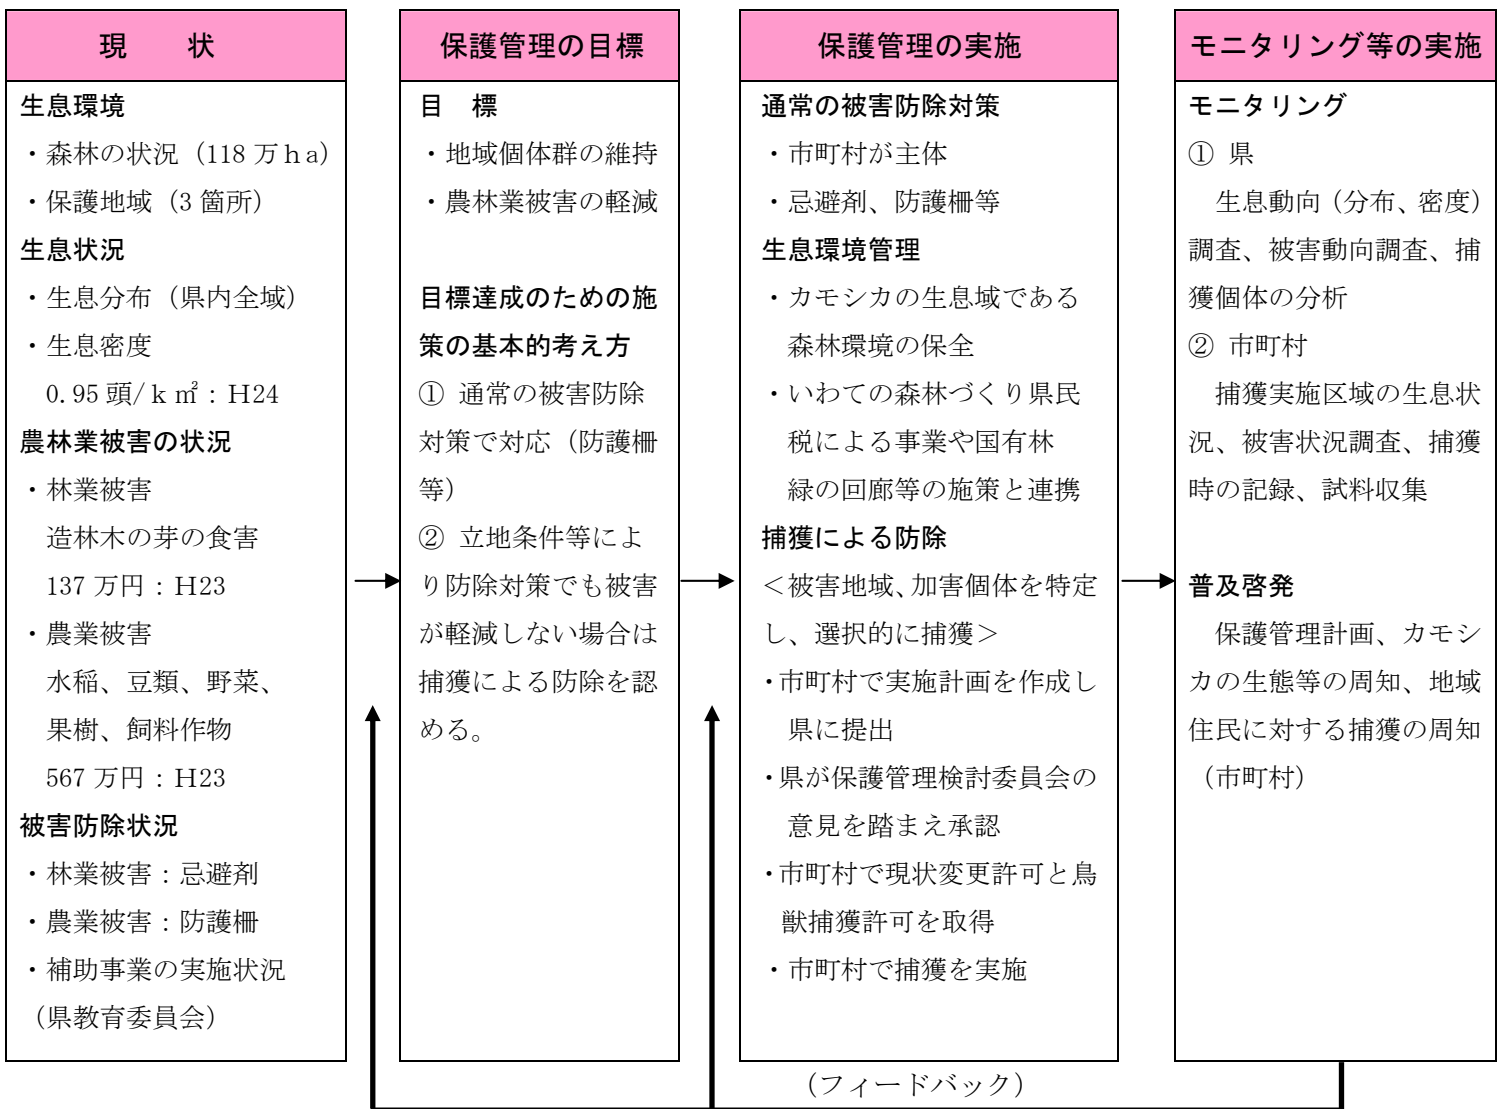 現　　状
生息環境
・森林の状況（118 万ｈａ）
・保護地域（3 箇所）
生息状況
・生息分布（県内全域）
・生息密度
0.95 頭/ｋ㎡：Ｈ24
農林業被害の状況
・林業被害
造林木の芽の食害
137 万円：Ｈ23
・農業被害
水稲、豆類、野菜、
果樹、飼料作物
567 万円：Ｈ23
被害防除状況
・林業被害：忌避剤
・農業被害：防護柵
・補助事業の実施状況
（県教育委員会）
保護管理の目標
目　標
・地域個体群の維持
・農林業被害の軽減
目標達成のための施
策の基本的考え方
① 通常の被害防除
対策で対応（防護柵
等）
② 立地条件等によ
り防除対策でも被害
が軽減しない場合は
捕獲による防除を認
める。
保護管理の実施
通常の被害防除対策
・市町村が主体
・忌避剤、防護柵等
生息環境管理
・カモシカの生息域である
森林環境の保全
・いわての森林づくり県民
税による事業や国有林
緑の回廊等の施策と連携
捕獲による防除
＜被害地域、加害個体を特定
し、選択的に捕獲＞
・市町村で実施計画を作成し
県に提出
・県が保護管理検討委員会の
意見を踏まえ承認
・市町村で現状変更許可と鳥
獣捕獲許可を取得
・市町村で捕獲を実施
モニタリング等の実施
モニタリング
① 県
生息動向（分布、密度）
調査、被害動向調査、捕
獲個体の分析
② 市町村
捕獲実施区域の生息状
況、被害状況調査、捕獲
時の記録、試料収集
普及啓発
保護管理計画、カモシ
カの生態等の周知、地域
住民に対する捕獲の周知
（市町村）
（フィードバック）